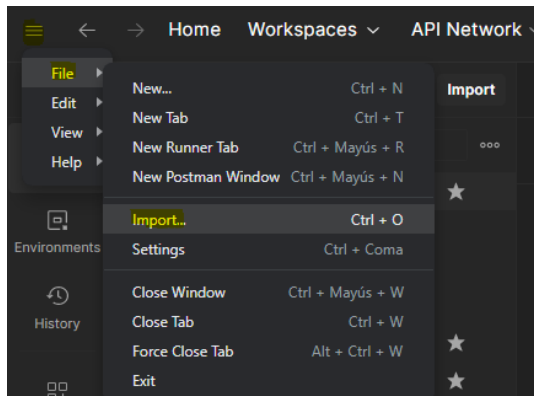 Home Workspaces API Network
File
Edit
View
Help
New... Ctrl + N
New Tab Ctrl + T
New Runner Tab Ctrl + Mayús + R
New Postman Window Ctrl + Mayús + N
Import... Ctrl + O
Settings Ctrl + Coma
Close Window Ctrl + Mayús + W
Close Tab Ctrl + W
Force Close Tab Alt + Ctrl + W
Exit
Import
Environments
History